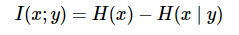 I(x; y) = H(x) − H(x | y)